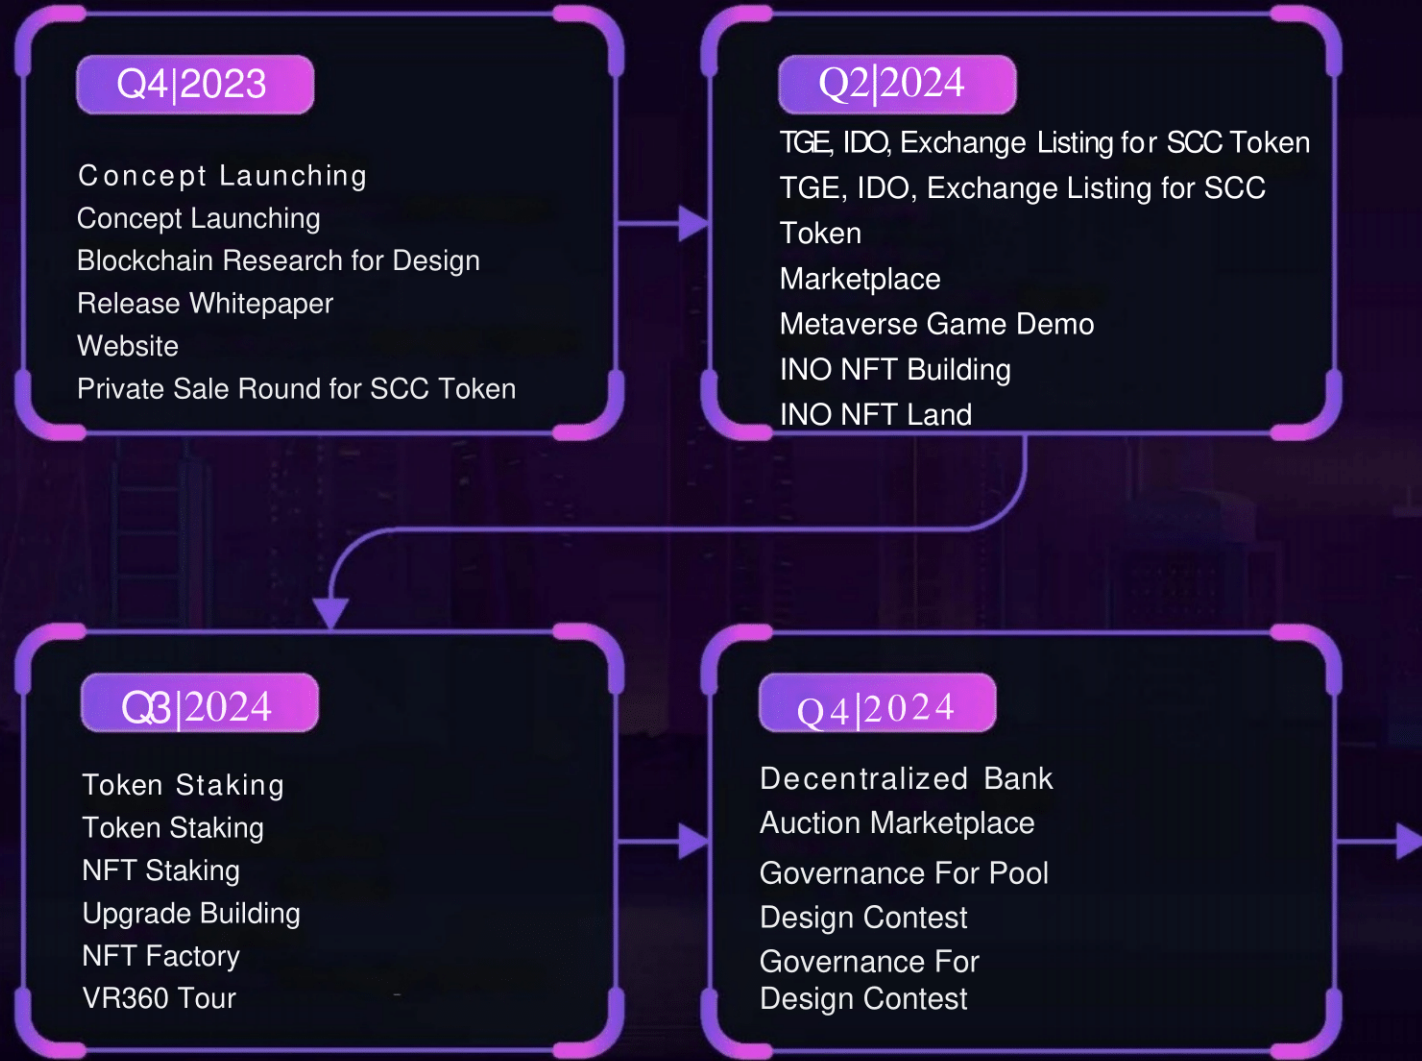 Q4|2023
Concept Launching
Concept Launching
Blockchain Research for Design
Release Whitepaper
Website
Private Sale Round for SCC Token
Q2|2024
TGE, IDO, Exchange Listing for SCC Token
TGE, IDO, Exchange Listing for SCC
Token
Marketplace
Metaverse Game Demo
INO NFT Building
INO NFT Land
Q3|2024
Token Staking
Token Staking
NFT Staking
Upgrade Building
NFT Factory
VR360 Tour
Q4|2024
Decentralized Bank
Auction Marketplace
Governance For Pool
Design Contest
Governance For
Design Contest